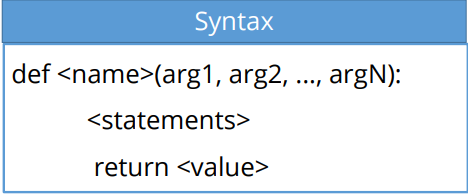 Syntax
def <name>(arg1, arg2, ..., argN):
<statements>
return <value>